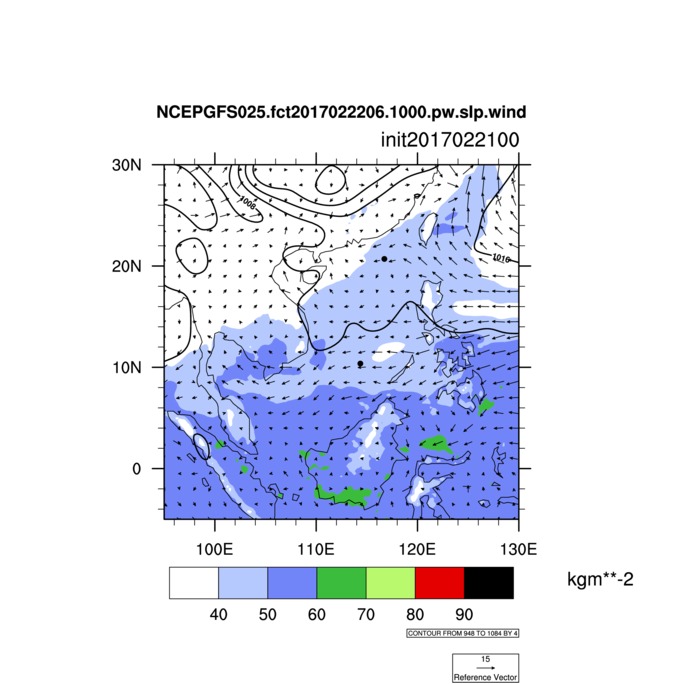 NCEPGFS025.fct2017022206.1000.pw.slp.wind
init2017022100
30N
20N
10N
0
1008
1016
100E 110E 120E 130E
kgm**-2
40 50 60 70 80 90
CONTOUR FROM 948 TO 1084 BY 4
15
Reference Vector